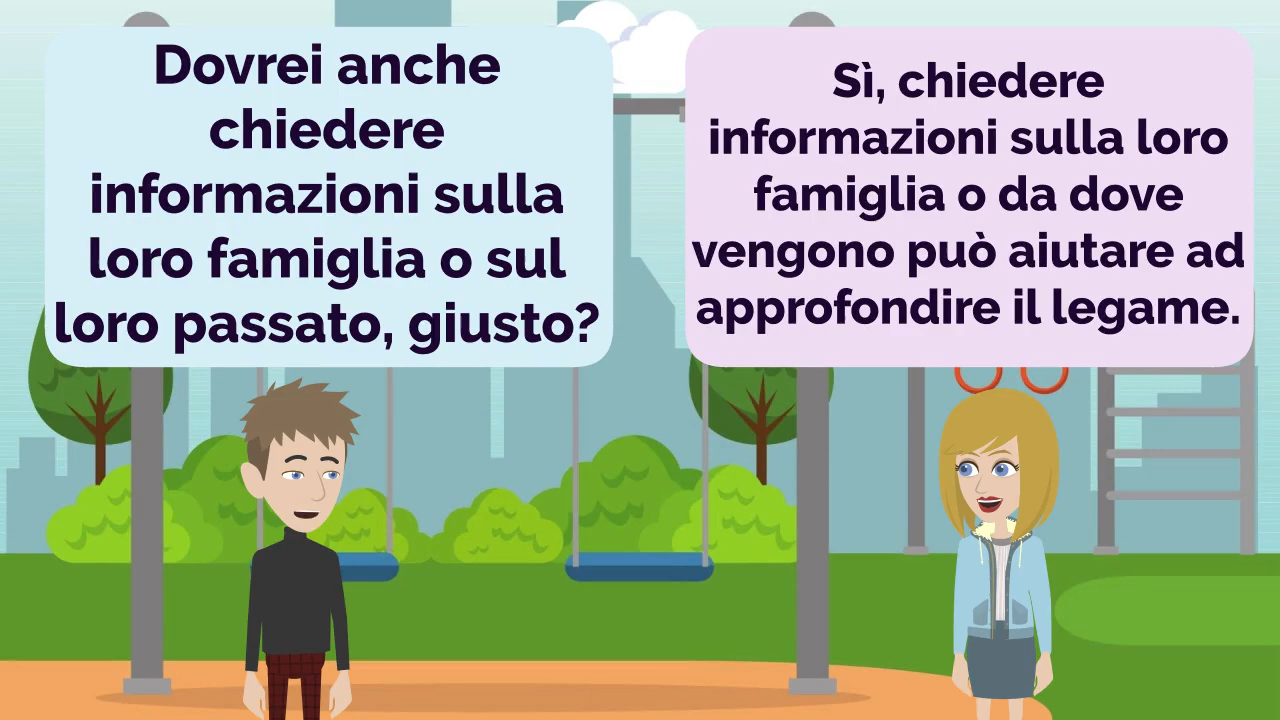 Dovrei anche
chiedere
informazioni sulla
loro famiglia o sul
loro passato, giusto?
Sì, chiedere
informazioni sulla loro
famiglia o da dove
vengono può aiutare ad
approfondire il legame.